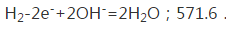 H₂-2e⁻+2OH⁻=2H₂O ; 571.6 .